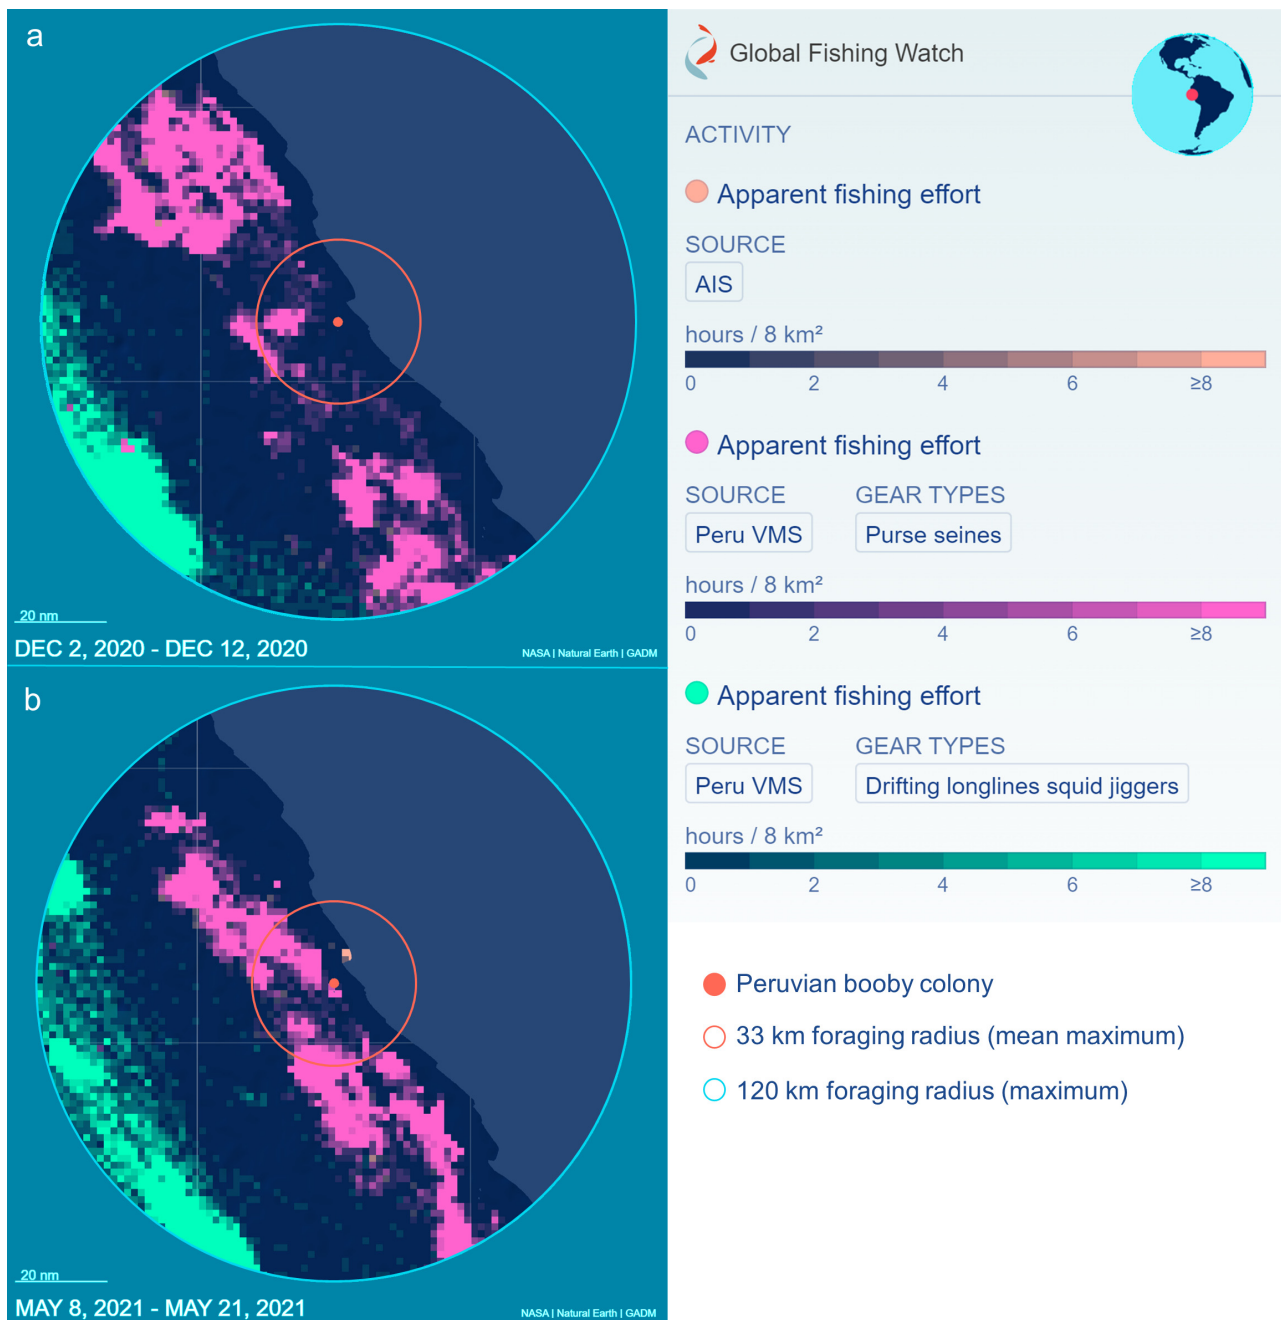 a
20 nm
DEC 2, 2020 - DEC 12, 2020
NASA | Natural Earth | GADM
b
20 nm
MAY 8, 2021 - MAY 21, 2021
NASA | Natural Earth | GADM
Global Fishing Watch
ACTIVITY
Apparent fishing effort
SOURCE
AIS
hours / 8 km²
0 2 4 6 ≥8
Apparent fishing effort
SOURCE GEAR TYPES
Peru VMS Purse seines
hours / 8 km²
0 2 4 6 ≥8
Apparent fishing effort
SOURCE GEAR TYPES
Peru VMS Drifting longlines squid jiggers
hours / 8 km²
0 2 4 6 ≥8
Peruvian booby colony
33 km foraging radius (mean maximum)
120 km foraging radius (maximum)